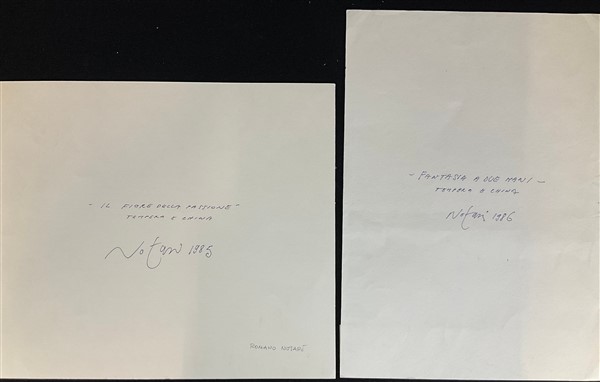 - IL FIORE DELLA PASSIONE -
TEMPERA E CHINA
Notari 1985
ROMANO NOTARI
- FANTASIA A DUE MANI -
TEMPERA E CHINA
Notari 1986